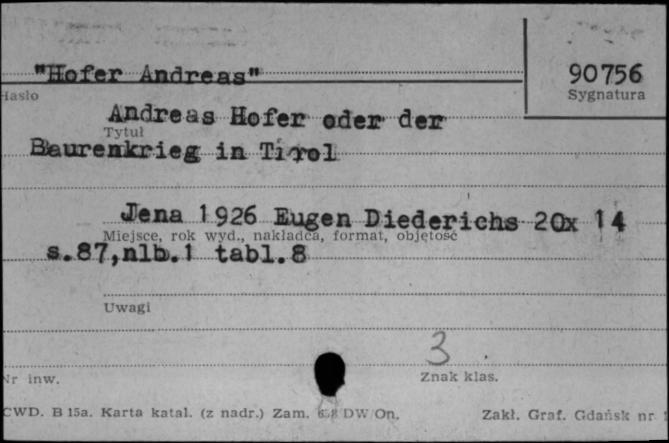 "Hofer Andreas"
90756
Hasło
Sygnatura
Andreas Hofer oder der
Tytuł
Baurenkrieg in Tirol
Jena 1926 Eugen Diederichs 20x 14
Miejsce, rok wyd., nakładca, format, objętość
s.87,nlb.1 tabl.8
Uwagi
3
Nr inw.
Znak klas.
CWD. B 15a. Karta katal. (z nadr.) Zam. DW/On.
Zakł. Graf. Gdańsk nr